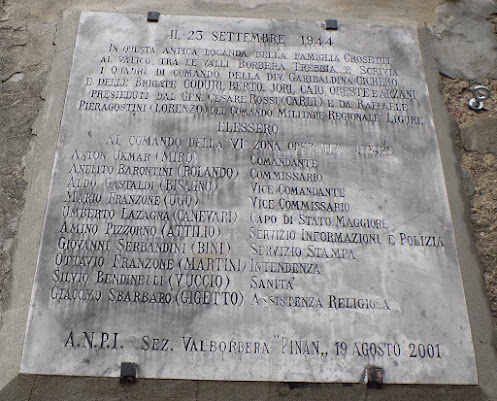 IL 23 SETTEMBRE 1944
IN QUESTA ANTICA LOCANDA DELLA FAMIGLIA CROSETTI
AL VALICO TRA LE VALLI BORBERA TREBBIA E SCRIVIA
I QUADRI DI COMANDO DELLA DIV. GARIBALDINA CICHERO
E DELLE BRIGATE CODURI, BERTO, JORI, CAIO, ORESTE E ARZANI
PRESIEDUTI DAL GEN. CESARE ROSSI (CARLI) E DA RAFFAELE
PIERAGOSTINI (LORENZO) DEL COMANDO MILITARE REGIONALE LIGURE
ELESSERO
AL COMANDO DELLA VI ZONA
ASTON UKMAR (MIRO) COMANDANTE
ANELITO BARONTINI (ROLANDO) COMMISSARIO
ALDO GASTALDI (BISAGNO) VICE COMANDANTE
MARIO FRANZONE (UGO) VICE COMMISSARIO
UMBERTO LAZAGNA (CANEVARI) CAPO DI STATO MAGGIORE
AMINO PIZZORNO (ATTILIO) SERVIZIO INFORMAZIONI E POLIZIA
GIOVANNI SERBANDINI (BINI) SERVIZIO STAMPA
OTTAVIO FRANZONE (MARTINI) INTENDENZA
SILVIO BENDINELLI (VUCCIO) SANITA'
GIACOMO SBARBARO (GIGETTO) ASSISTENZA RELIGIOSA
A.N.P.I. SEZ. VALBORBERA "PINAN„ 19 AGOSTO 2001